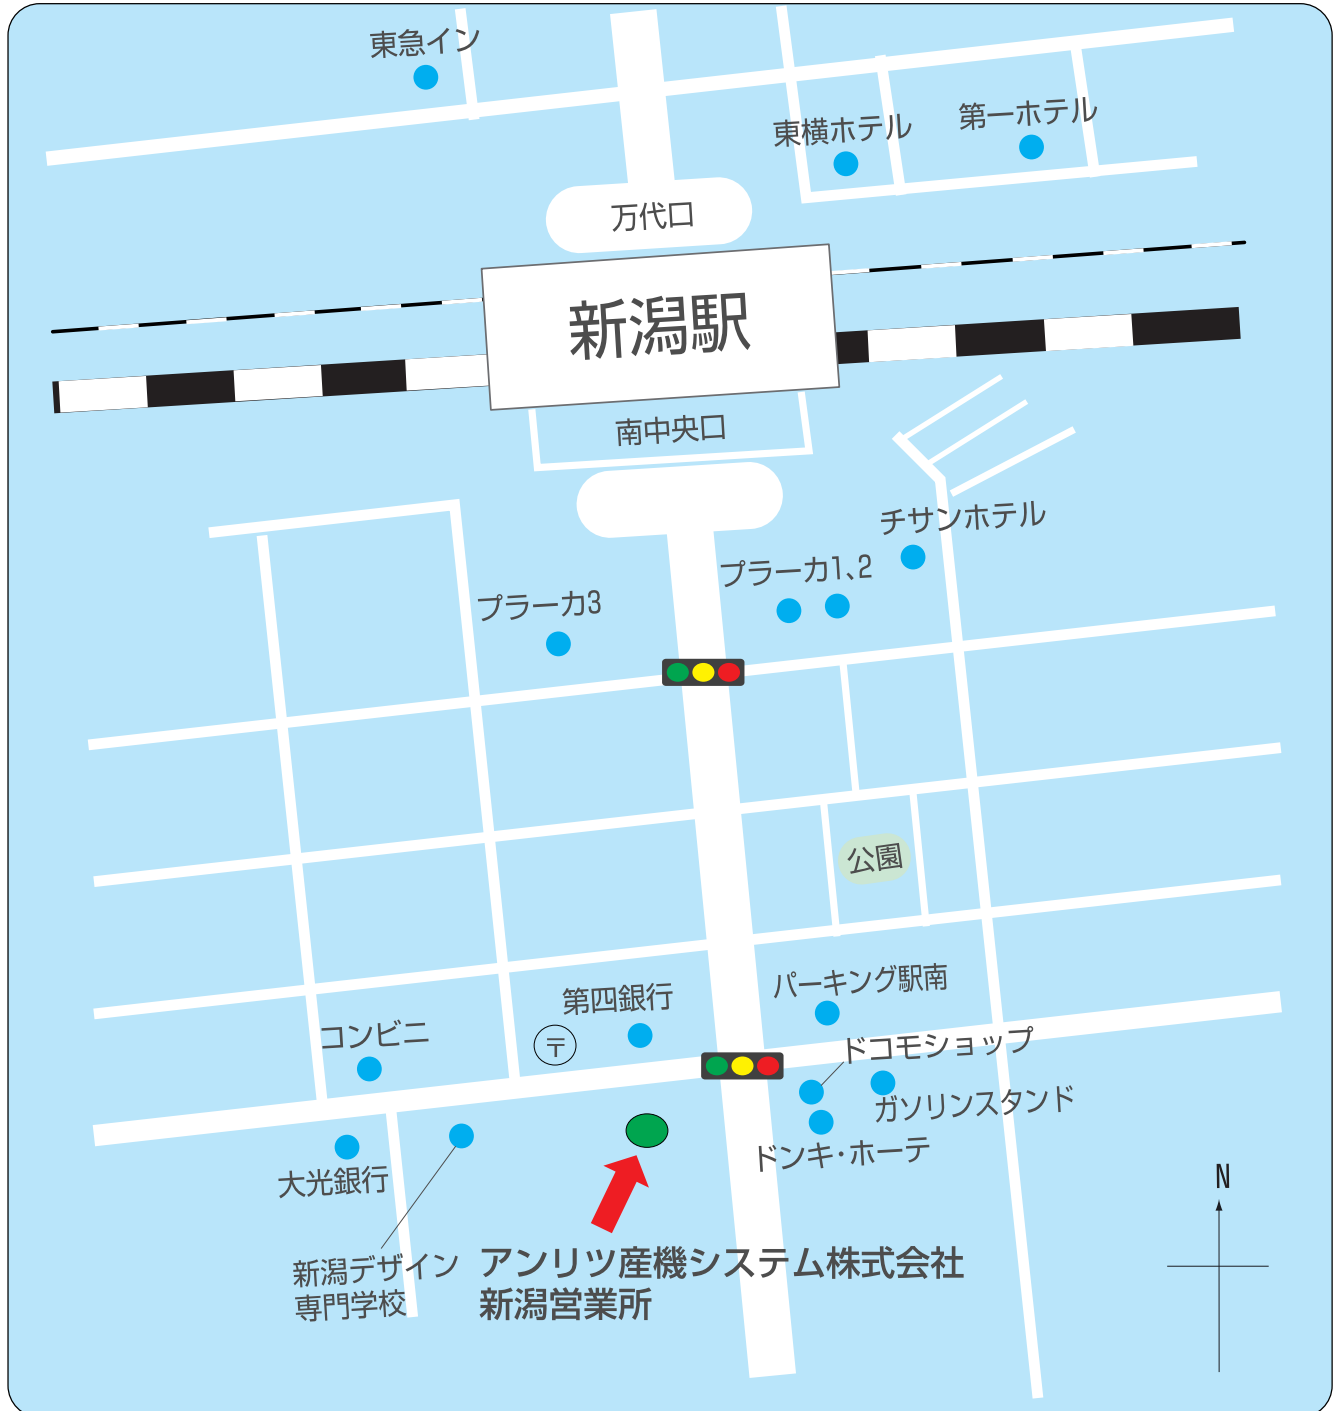 東急イン
東横ホテル
第一ホテル
万代口
新潟駅
南中央口
チサンホテル
プラーカ1、2
プラーカ3
公園
パーキング駅南
第四銀行
〒
コンビニ
ドコモショップ
ガソリンスタンド
ドンキ・ホーテ
大光銀行
N
新潟デザイン
専門学校
アンリツ産機システム株式会社
新潟営業所